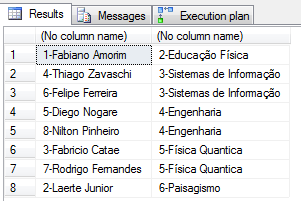 Results Messages Execution plan
(No column name) (No column name)
1 1-Fabiano Amorim 2-Educação Física
2 4-Thiago Zavaschi 3-Sistemas de Informação
3 6-Felipe Ferreira 3-Sistemas de Informação
4 5-Diego Nogare 4-Engenharia
5 8-Nilton Pinheiro 4-Engenharia
6 3-Fabricio Catae 5-Física Quantica
7 7-Rodrigo Fernandes 5-Física Quantica
8 2-Laerte Junior 6-Paisagismo